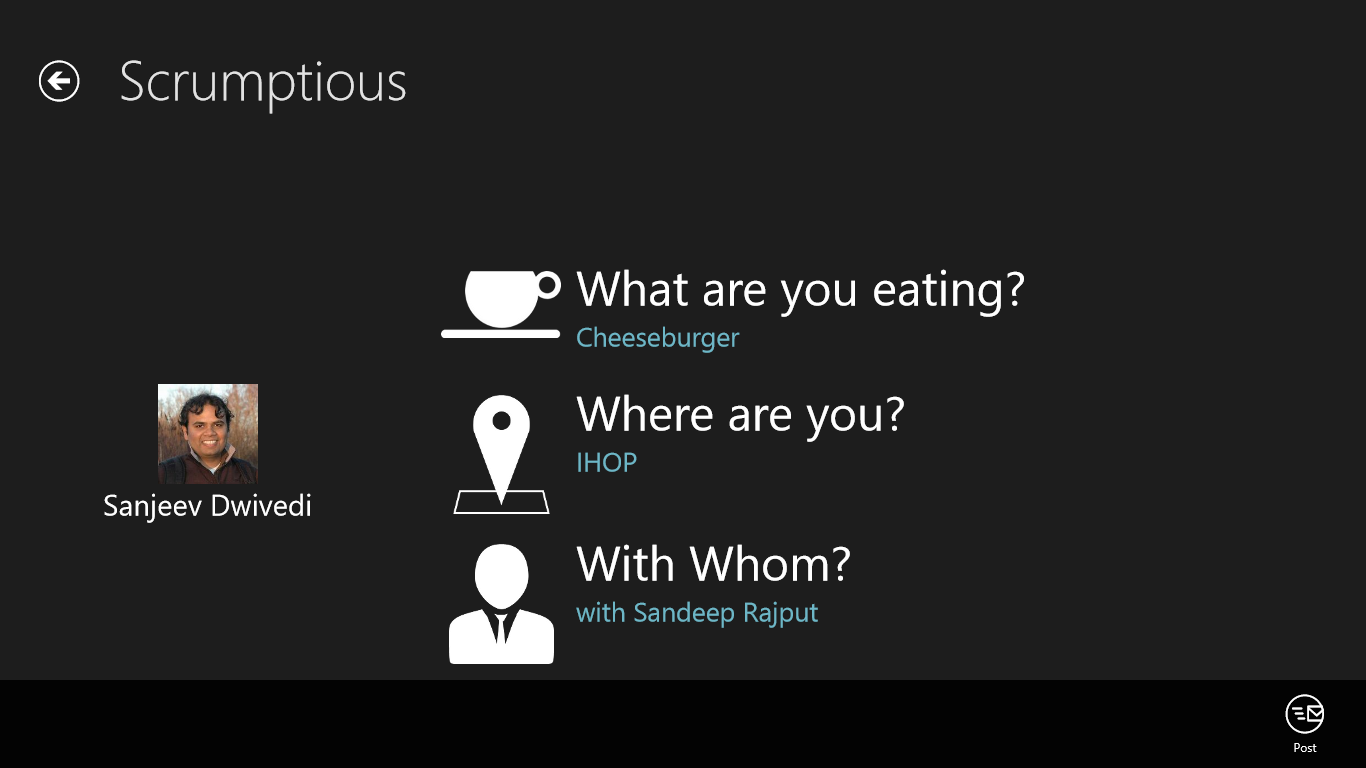 Scrumptious
What are you eating?
Cheeseburger
Where are you?
IHOP
Sanjeev Dwivedi
With Whom?
with Sandeep Rajput
Post